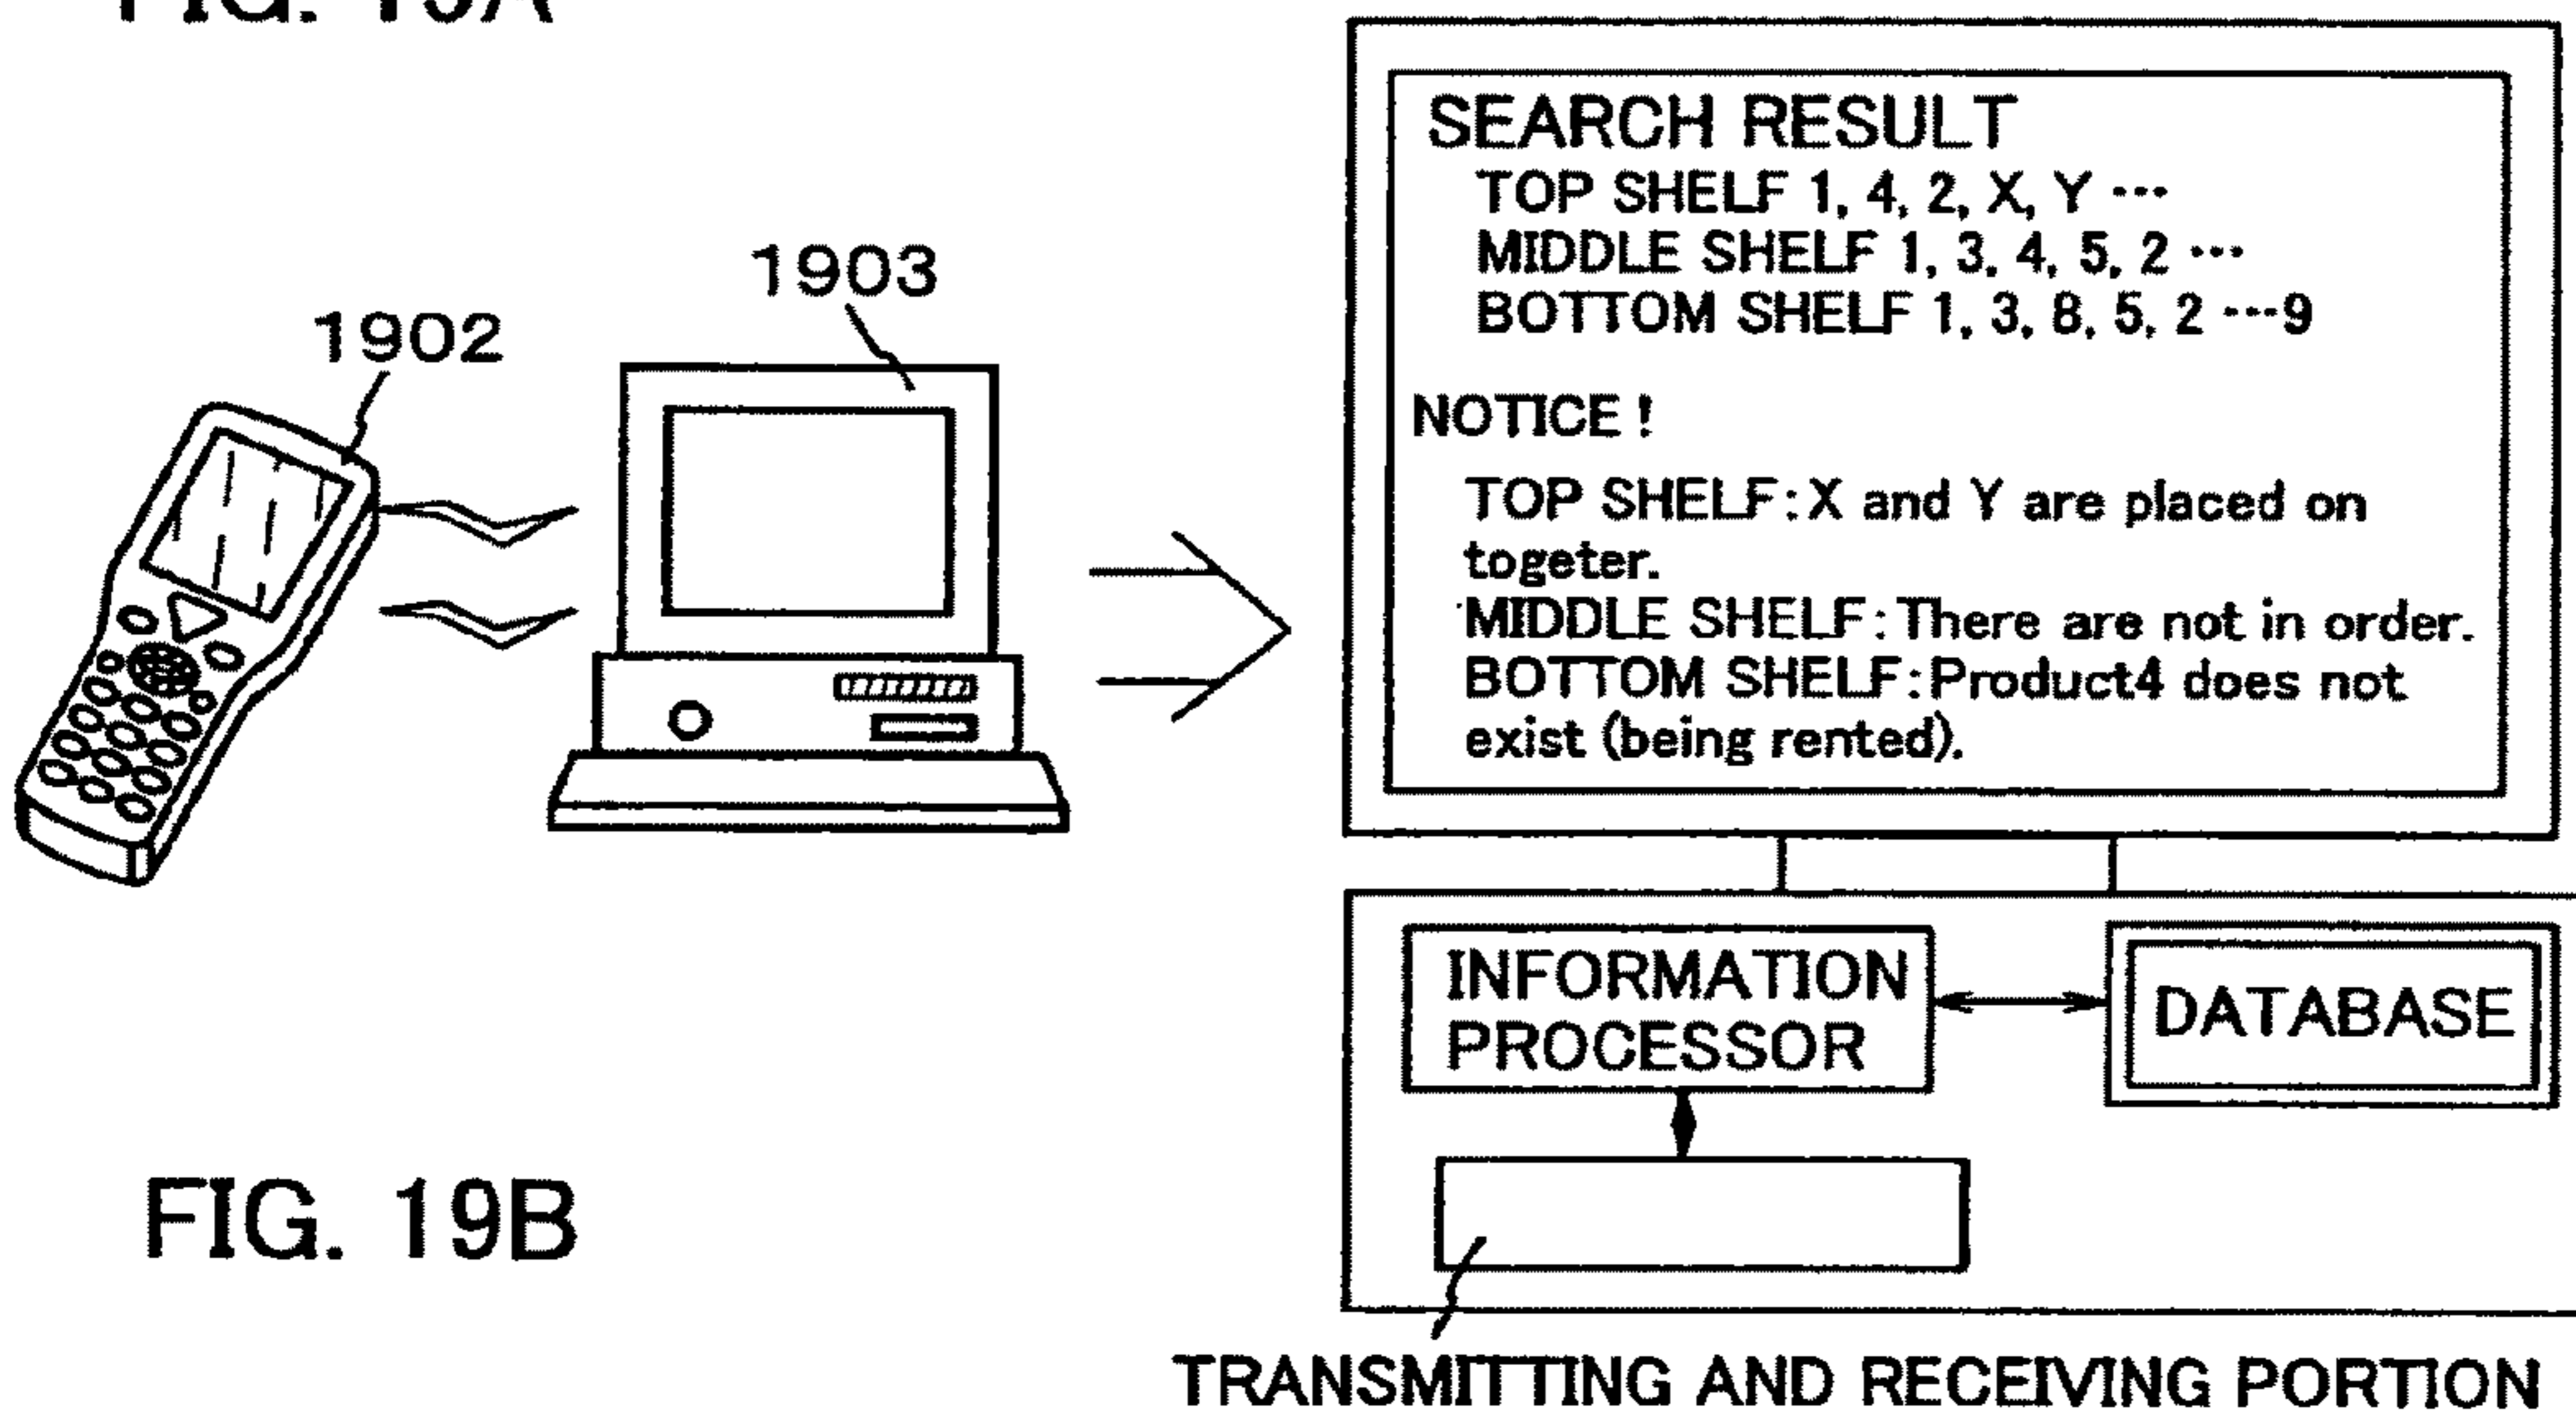 FIG. 19A
1902
1903
SEARCH RESULT
TOP SHELF 1, 4, 2, X, Y ···
MIDDLE SHELF 1, 3, 4, 5, 2 ···
BOTTOM SHELF 1, 3, 8, 5, 2 ···9
NOTICE !
TOP SHELF: X and Y are placed on
togeter.
MIDDLE SHELF: There are not in order.
BOTTOM SHELF: Product4 does not
exist (being rented).
INFORMATION
PROCESSOR
DATABASE
FIG. 19B
TRANSMITTING AND RECEIVING PORTION